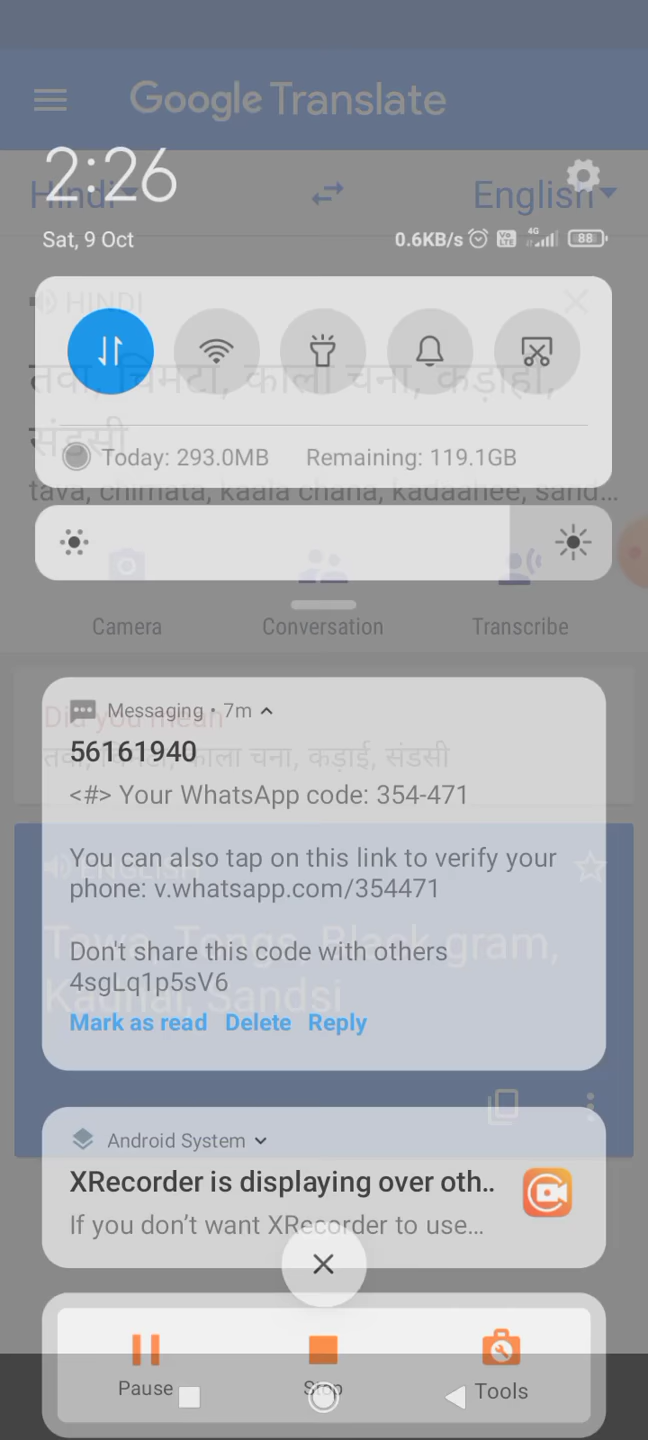 Google Translate
2:26
Hindi
English
Sat, 9 Oct
0.6KB/s
4G
88
HINDI
तवा, चिमटा, काला चना, कड़ाही,
संडसी
Today: 293.0MB
Remaining: 119.1GB
tava, chimata, kaala chana, kadaahee, sand...
Camera
Conversation
Transcribe
Messaging • 7m
Did you mean
56161940
तवा, चिमटा, काला चना, कड़ाई, संडसी
<#> Your WhatsApp code: 354-471
You can also tap on this link to verify your
ENGLISH
phone: v.whatsapp.com/354471
Don't share this code with others
Tawa, Tongs, Black gram,
4sgLq1p5sV6
Kadhai, Sandsi
Mark as read
Delete
Reply
Android System
XRecorder is displaying over oth..
If you don’t want XRecorder to use...
Pause
Stop
Tools